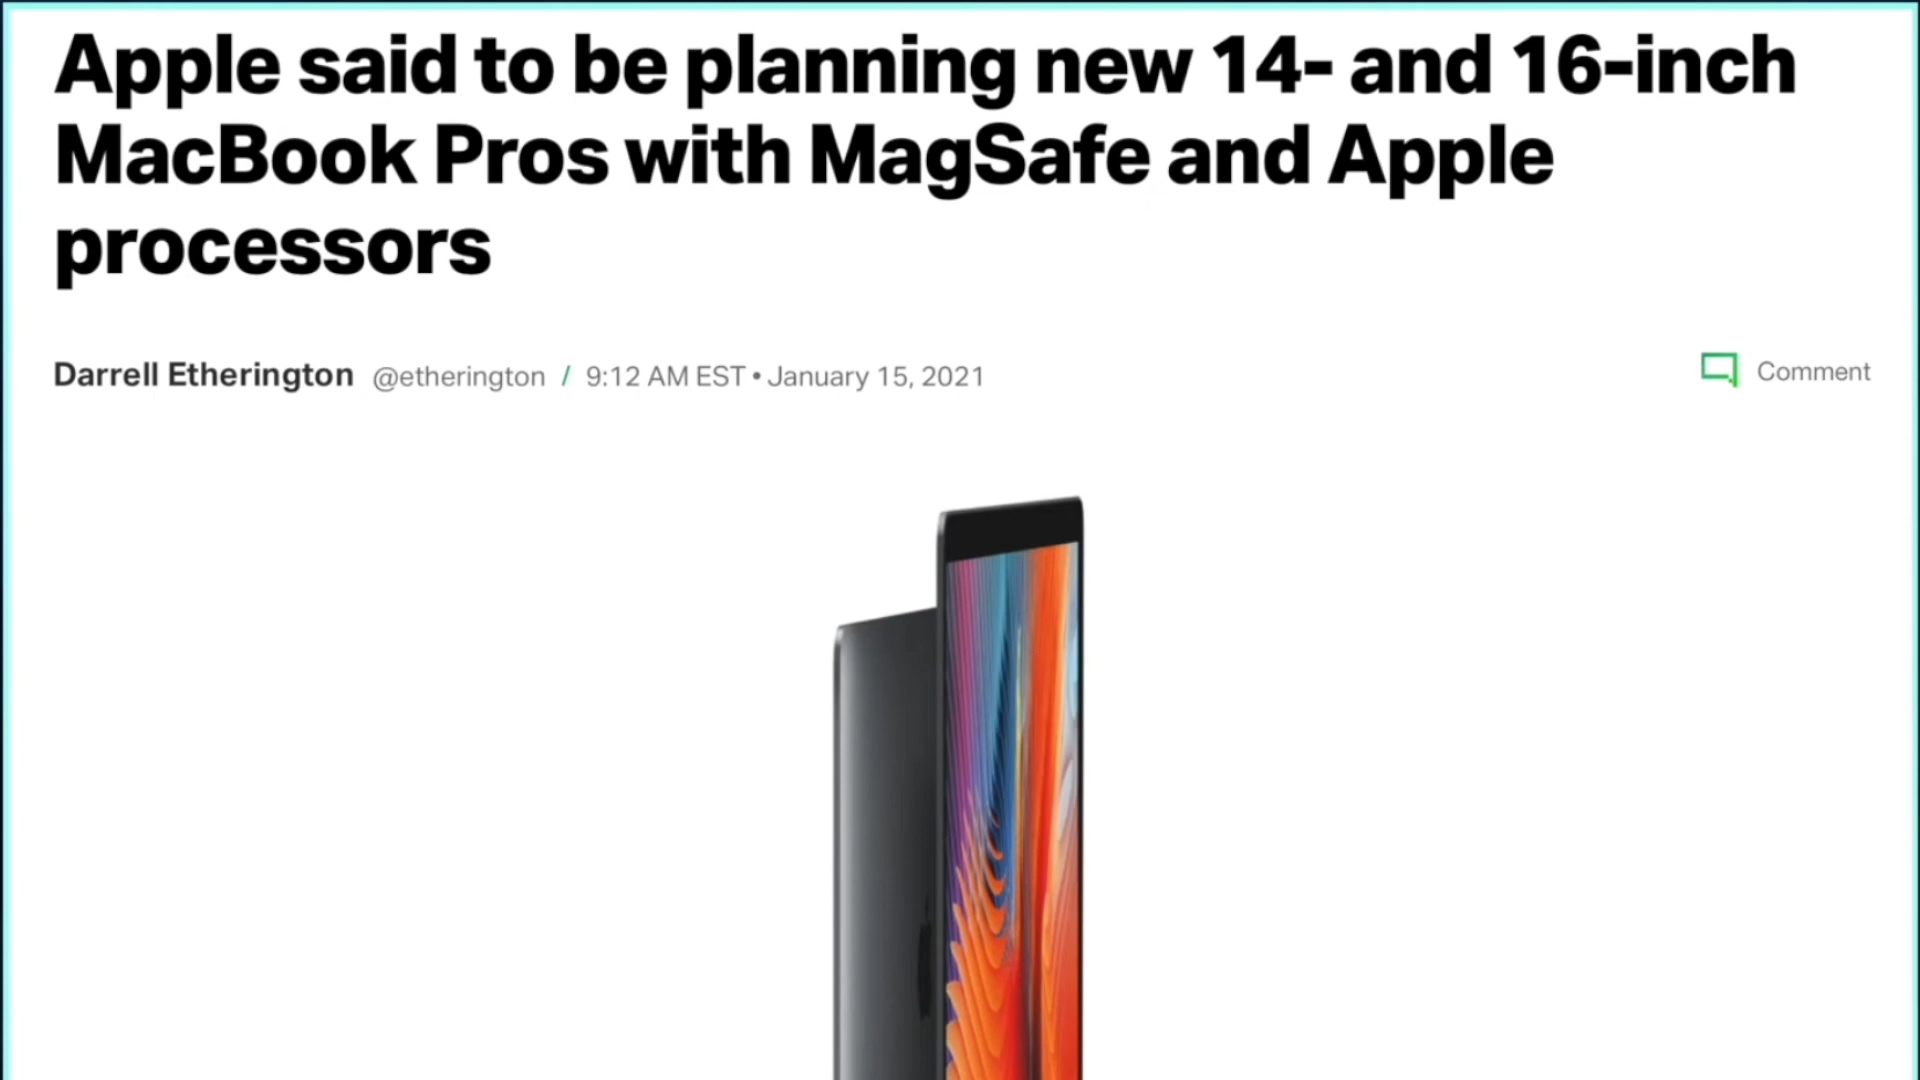 Apple said to be planning new 14- and 16-inch
MacBook Pros with MagSafe and Apple
processors
Darrell Etherington @etherington / 9:12 AM EST • January 15, 2021
Comment